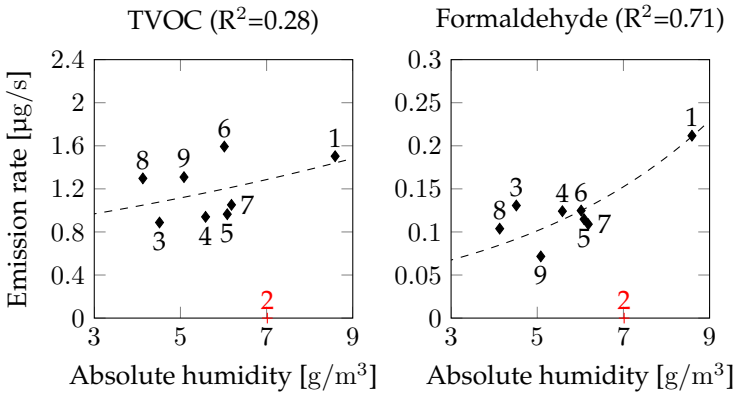 TVOC (R²=0.28)
Emission rate [µg/s]
2.4
2
1.6
1.2
0.8
0.4
0
3 5 7 9
8 9 6 1
3 4 5 7
2
Absolute humidity [g/m³]
Formaldehyde (R²=0.71)
0.3
0.25
0.2
0.15
0.1
0.05
0
3 5 7 9
1
8 3 4 6
9 5 7
2
Absolute humidity [g/m³]